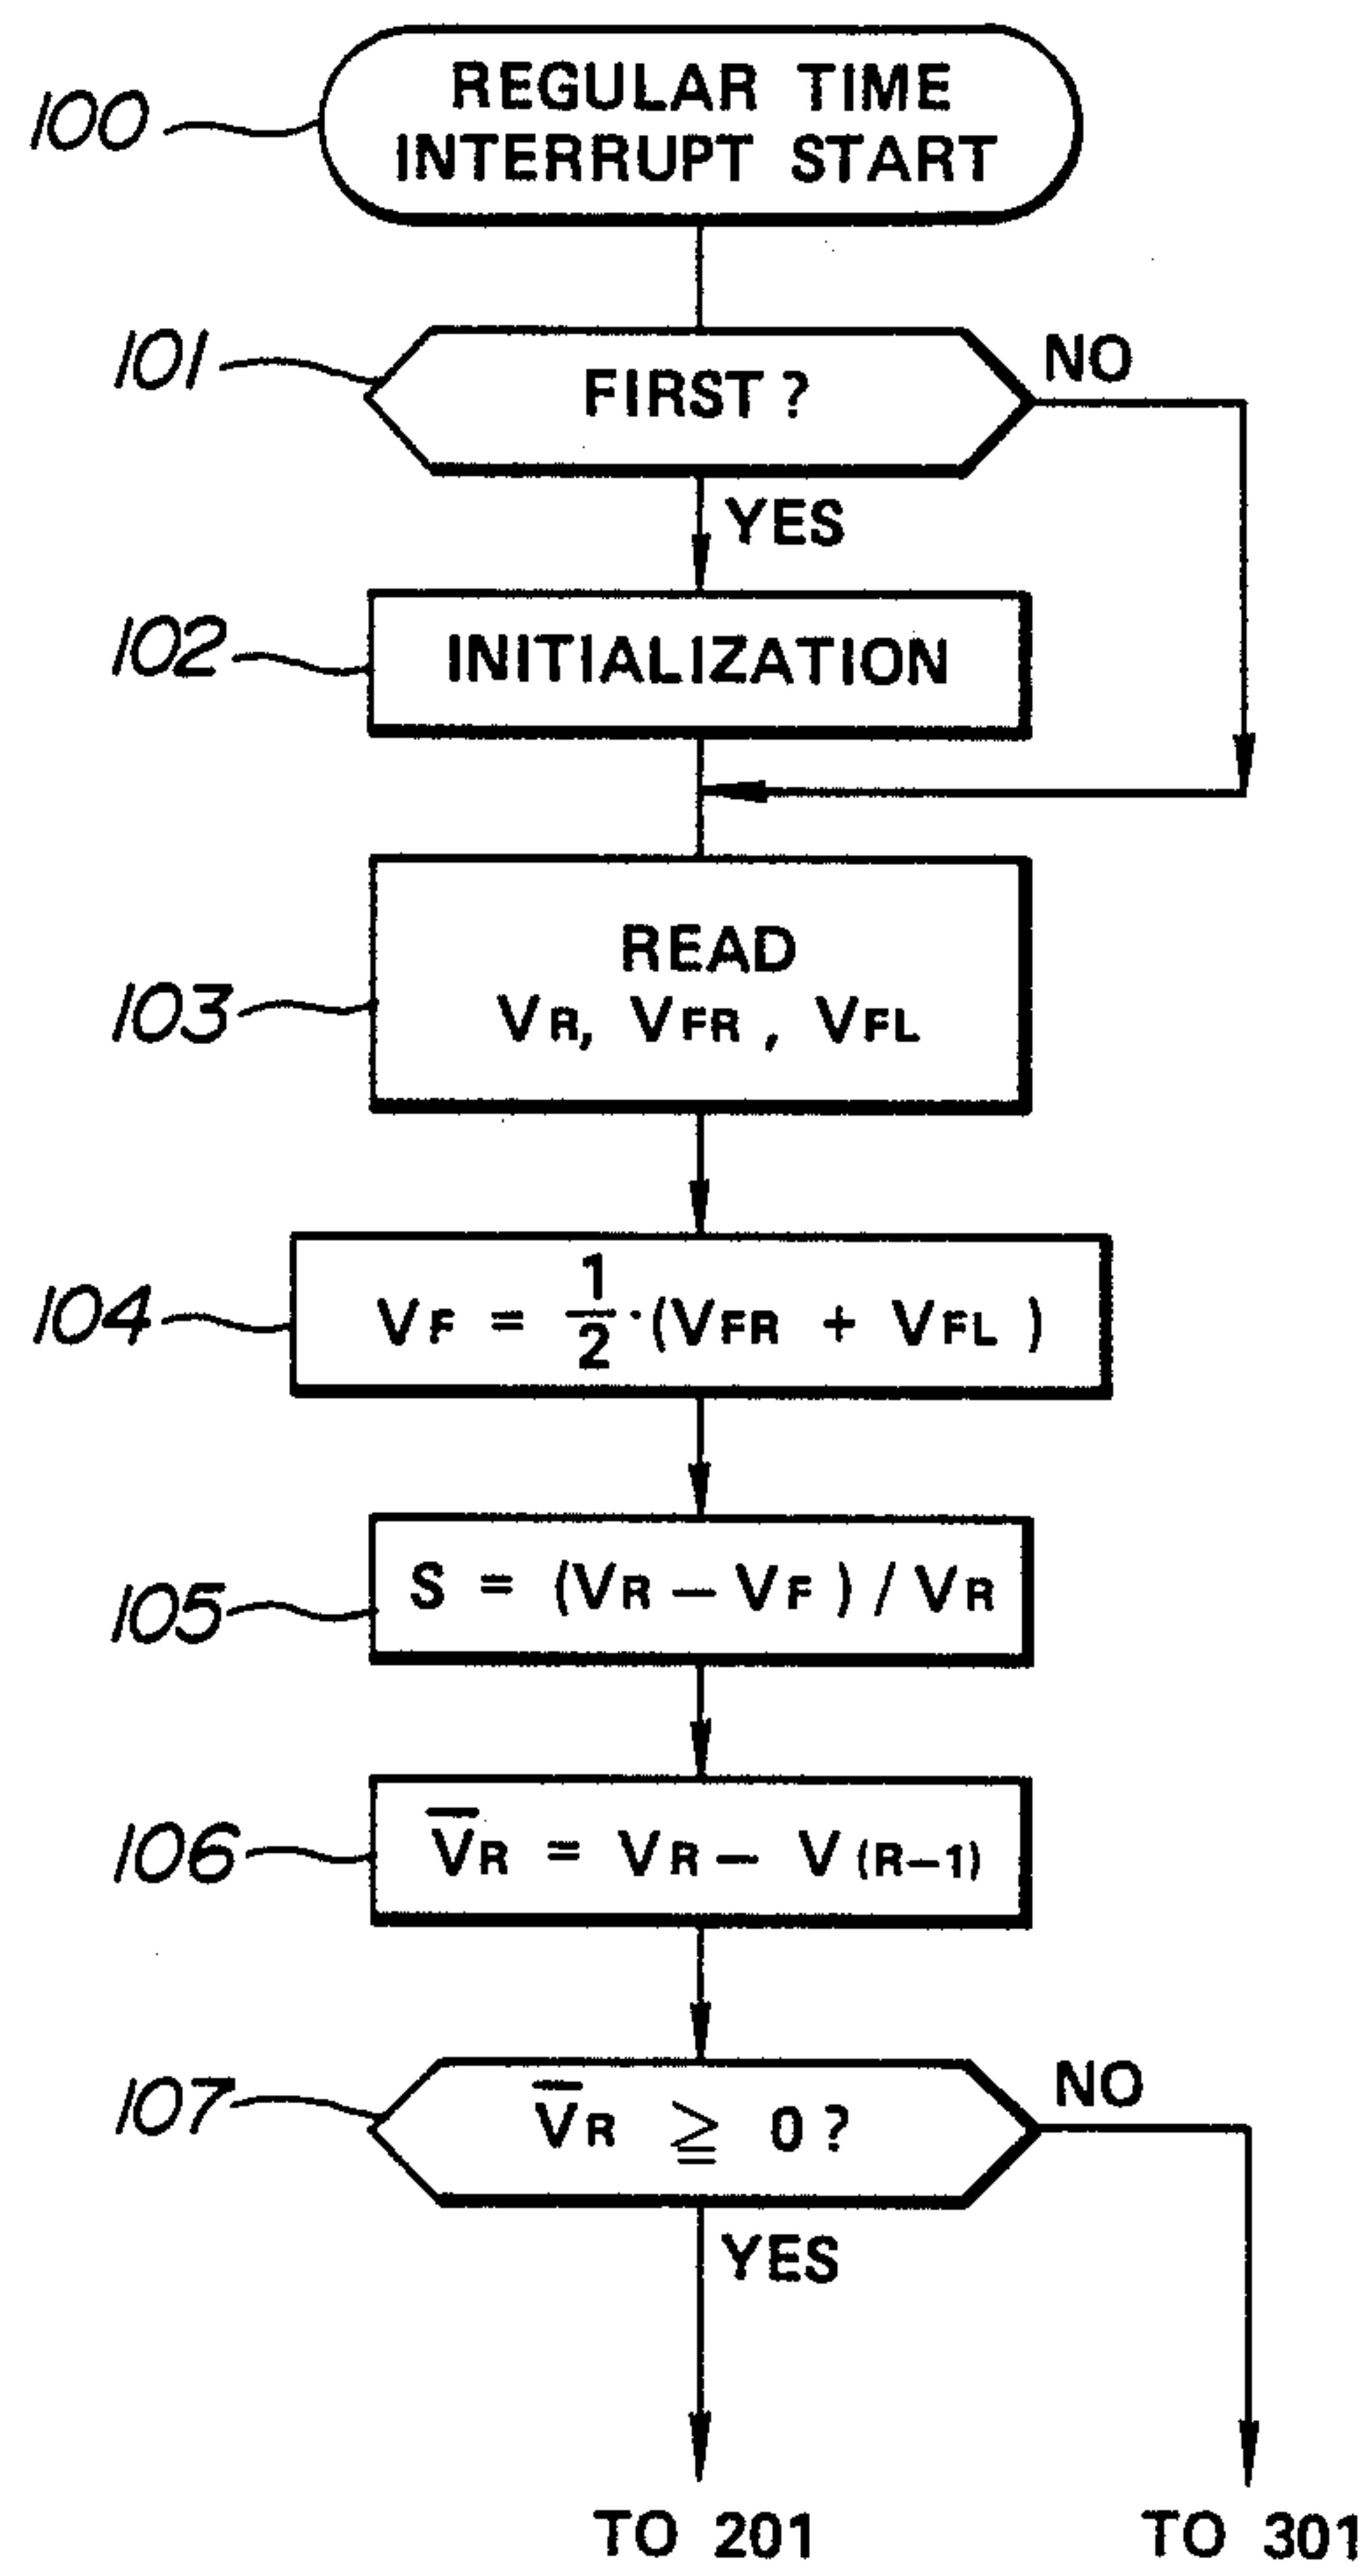 100
REGULAR TIME
INTERRUPT START
101
FIRST?
NO
YES
102
INITIALIZATION
103
READ
VR, VFR, VFL
104
VF = 1/2·(VFR + VFL)
105
S = (VR – VF) / VR
106
V̅R = VR – V(R–1)
107
V̅R ≧ 0?
NO
YES
TO 201
TO 301